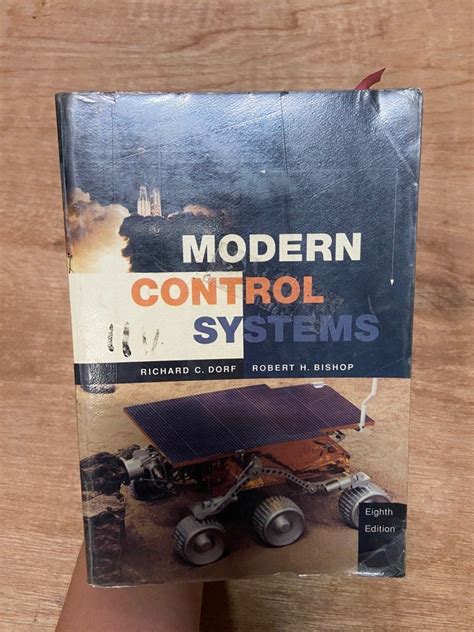 MODERN
CONTROL
SYSTEMS
RICHARD C. DORF ROBERT H. BISHOP
Eighth
Edition